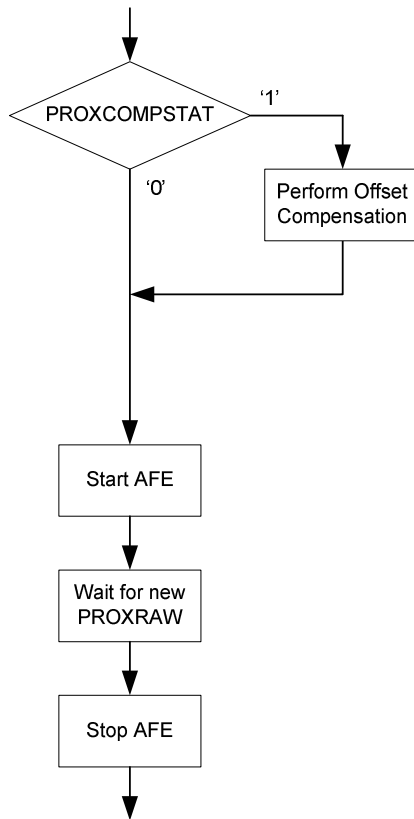 PROXCOMPSTAT
‘1’
‘0’
Perform Offset
Compensation
Start AFE
Wait for new
PROXRAW
Stop AFE